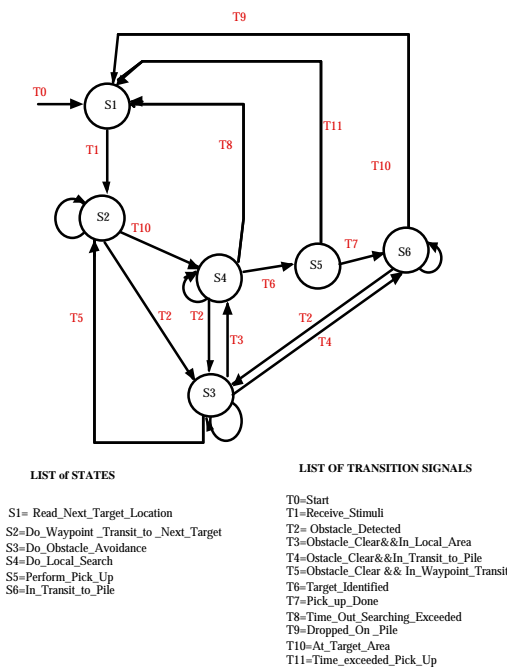 T9
T0
S1
T11
T1
T8
T10
S2
T10
T7
S6
S4
S5
T6
T5
T2
T2
T3
T2
T4
S3
LIST of STATES
S1= Read_Next_Target_Location
S2=Do_Waypoint _Transit_to _Next_Target
S3=Do_Obstacle_Avoidance
S4=Do_Local_Search
S5=Perform_Pick_Up
S6=In_Transit_to_Pile
LIST OF TRANSITION SIGNALS
T0=Start
T1=Receive_Stimuli
T2= Obstacle_Detected
T3=Obstacle_Clear&&In_Local_Area
T4=Ostacle_Clear&&In_Transit_to_Pile
T5=Obstacle_Clear && In_Waypoint_Transit
T6=Target_Identified
T7=Pick_up_Done
T8=Time_Out_Searching_Exceeded
T9=Dropped_On _Pile
T10=At_Target_Area
T11=Time_exceeded_Pick_Up